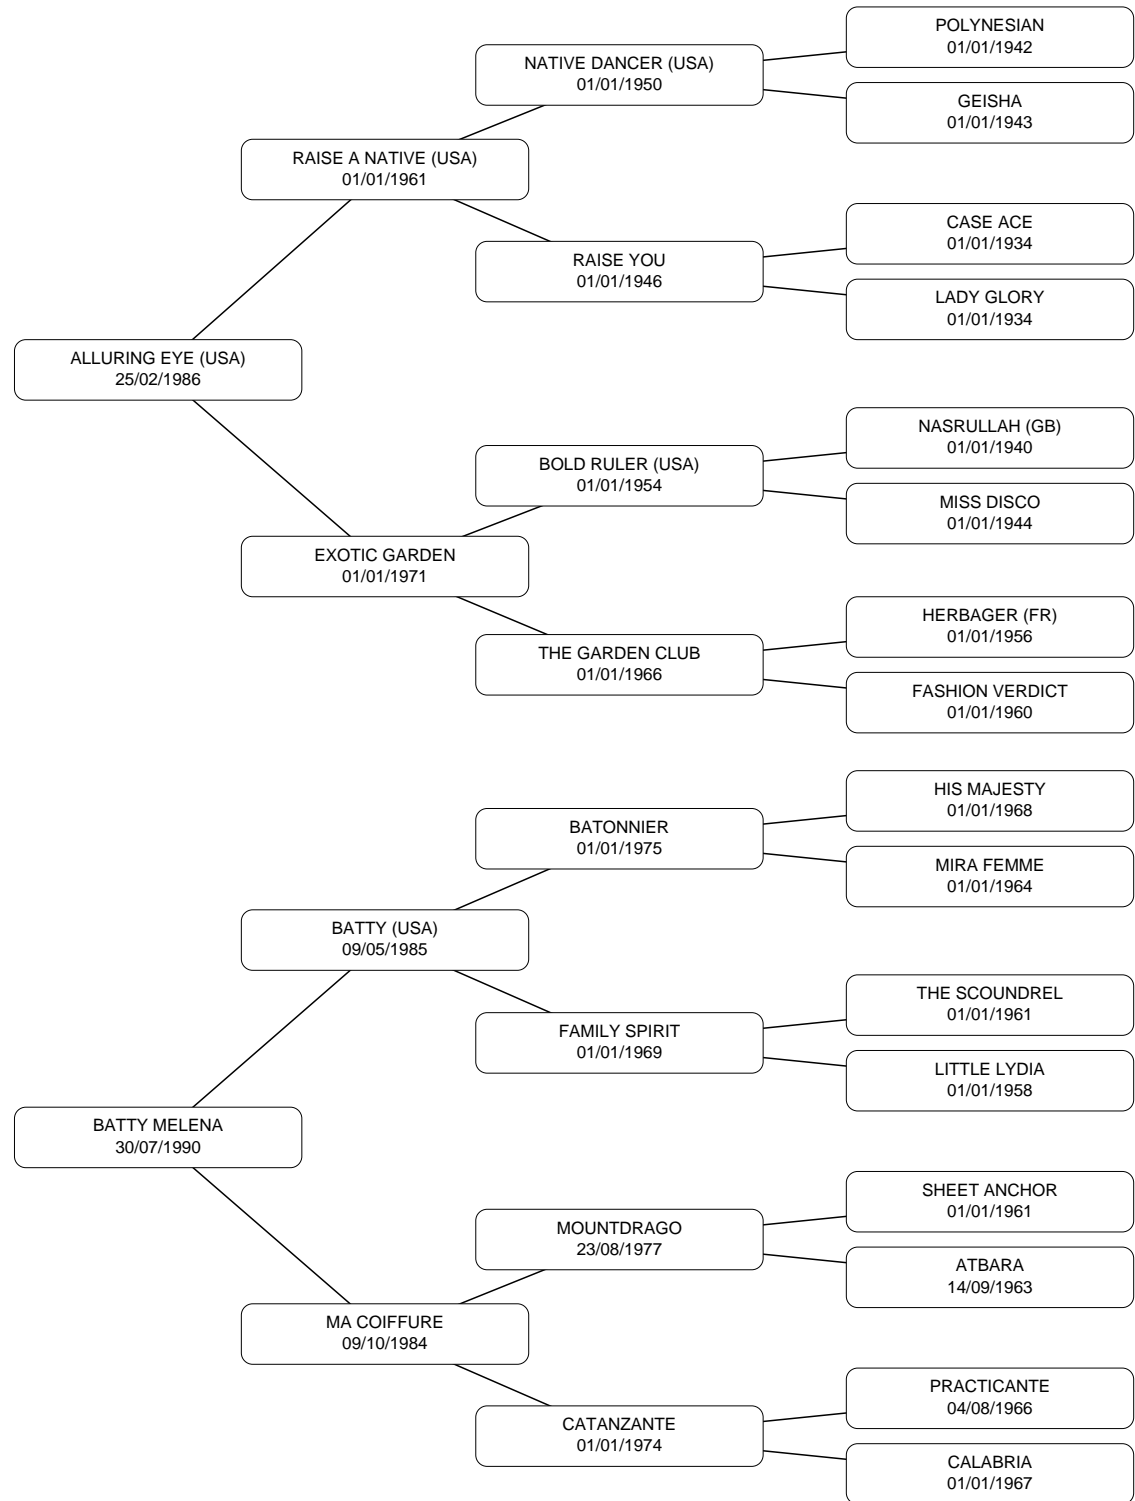 POLYNESIAN
01/01/1942
NATIVE DANCER (USA)
01/01/1950
GEISHA
01/01/1943
RAISE A NATIVE (USA)
01/01/1961
CASE ACE
01/01/1934
RAISE YOU
01/01/1946
LADY GLORY
01/01/1934
ALLURING EYE (USA)
25/02/1986
NASRULLAH (GB)
01/01/1940
BOLD RULER (USA)
01/01/1954
MISS DISCO
01/01/1944
EXOTIC GARDEN
01/01/1971
HERBAGER (FR)
01/01/1956
THE GARDEN CLUB
01/01/1966
FASHION VERDICT
01/01/1960
HIS MAJESTY
01/01/1968
BATONNIER
01/01/1975
MIRA FEMME
01/01/1964
BATTY (USA)
09/05/1985
THE SCOUNDREL
01/01/1961
FAMILY SPIRIT
01/01/1969
LITTLE LYDIA
01/01/1958
BATTY MELENA
30/07/1990
SHEET ANCHOR
01/01/1961
MOUNTDRAGO
23/08/1977
ATBARA
14/09/1963
MA COIFFURE
09/10/1984
PRACTICANTE
04/08/1966
CATANZANTE
01/01/1974
CALABRIA
01/01/1967